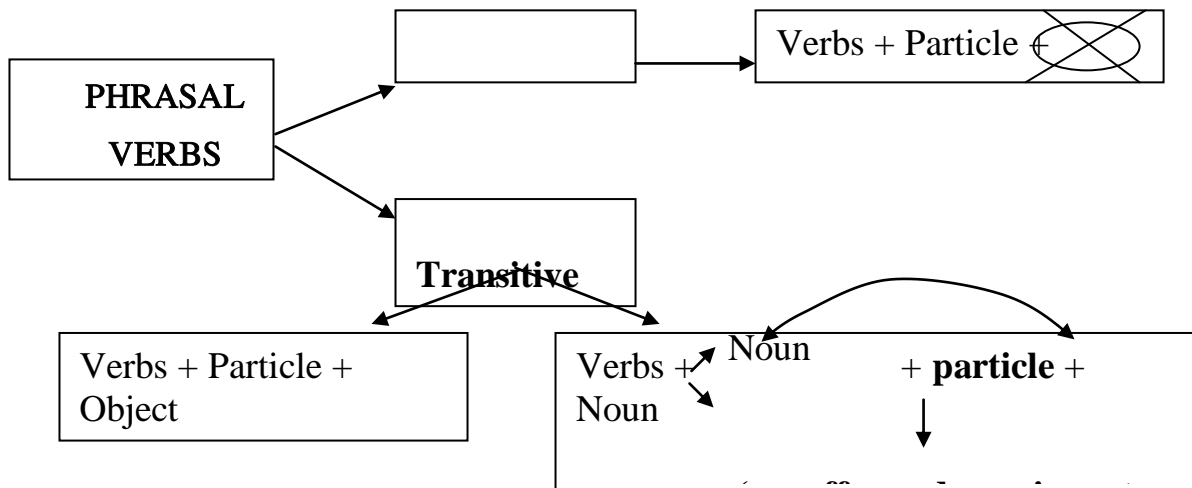 Verbs + Particle +
PHRASAL
VERBS
Transitive
Verbs + Particle +
Object
Verbs + Noun + particle +
Noun